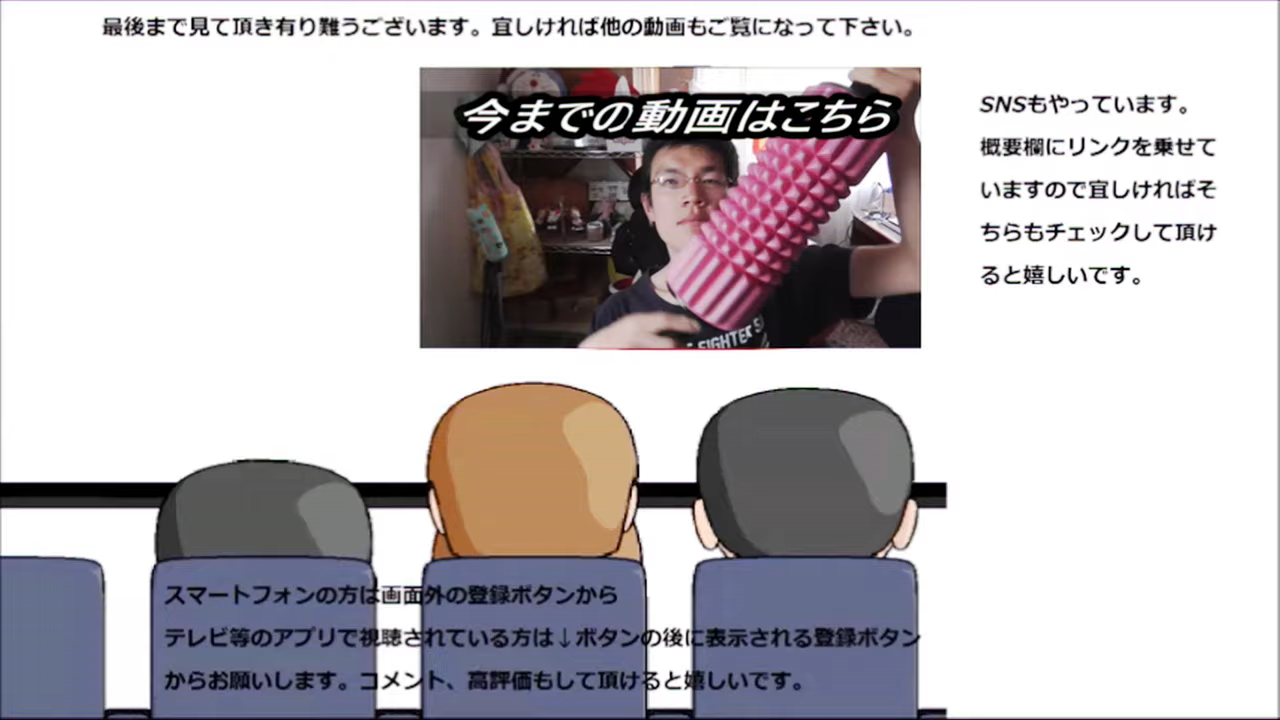 最後まで見て頂き有り難うございます。宜しければ他の動画もご覧になって下さい。
今までの動画はこちら
SNSもやっています。
概要欄にリンクを乗せて
いますので宜しければそ
ちらもチェックして頂け
ると嬉しいです。
FIGHTER
スマートフォンの方は画面外の登録ボタンから
テレビ等のアプリで視聴されている方は↓ボタンの後に表示される登録ボタン
からお願いします。コメント、高評価もして頂けると嬉しいです。